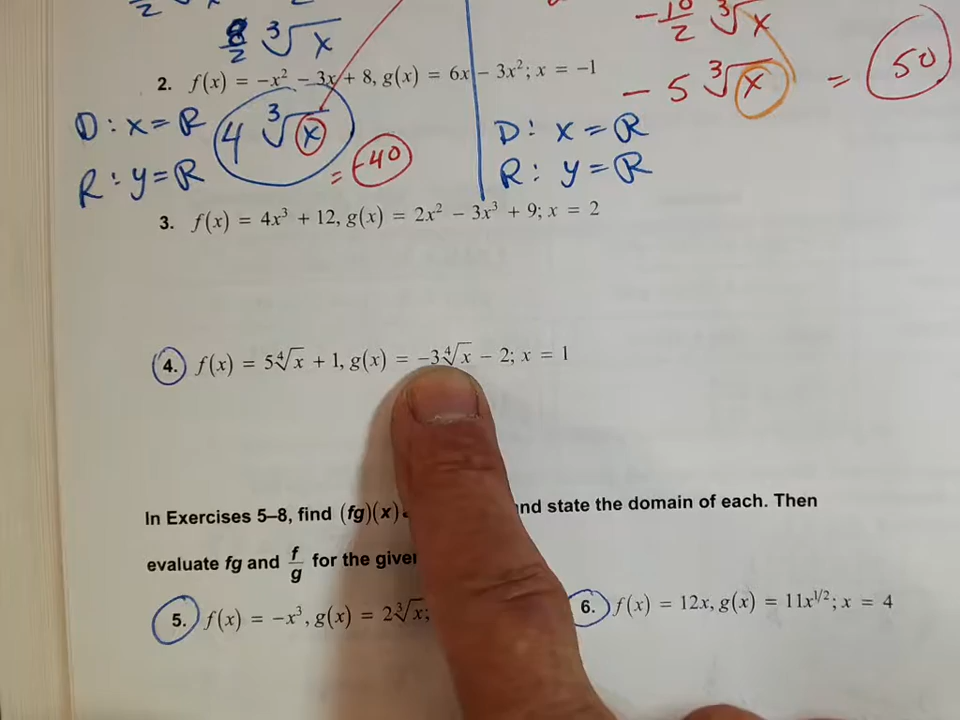 8/2 ∛x
-10/2 ∛x
2. f(x) = −x² − 3x + 8, g(x) = 6x − 3x²; x = −1
- 5 ∛x = 50
D: x = ℝ 4 ∛x = -40
R: y = ℝ
D: x = ℝ
R: y = ℝ
3. f(x) = 4x³ + 12, g(x) = 2x² − 3x³ + 9; x = 2
4. f(x) = 5∜x + 1, g(x) = −3∜x − 2; x = 1
In Exercises 5–8, find (fg)(x) nd state the domain of each. Then
evaluate fg and f/g for the give
5. f(x) = −x³, g(x) = 2∛x;
6. f(x) = 12x, g(x) = 11x^1/2; x = 4